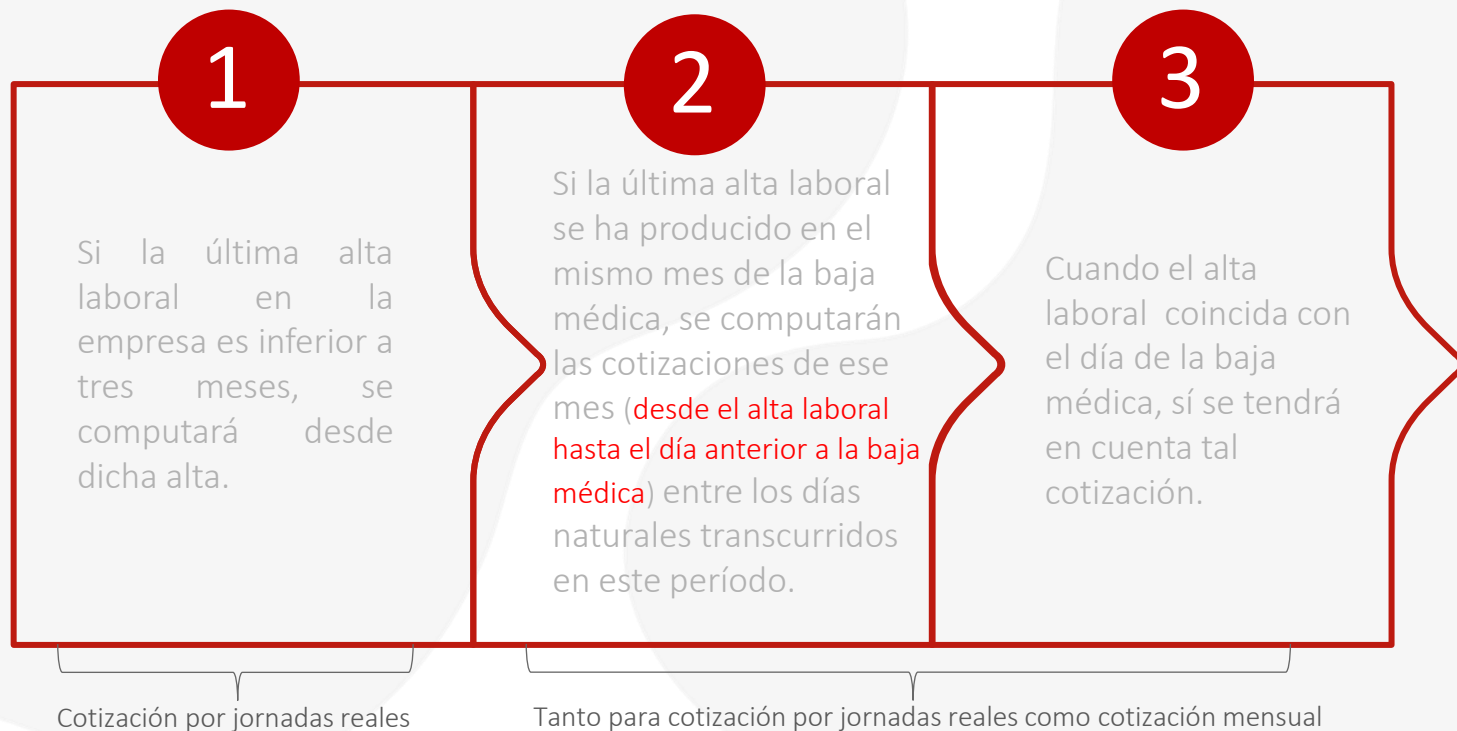 1
Si la última alta
laboral en la
empresa es inferior a
tres meses, se
computará desde
dicha alta.
2
Si la última alta laboral
se ha producido en el
mismo mes de la baja
médica, se computarán
las cotizaciones de ese
mes (desde el alta laboral
hasta el día anterior a la baja
médica) entre los días
naturales transcurridos
en este período.
3
Cuando el alta
laboral coincida con
el día de la baja
médica, sí se tendrá
en cuenta tal
cotización.
Cotización por jornadas reales
Tanto para cotización por jornadas reales como cotización mensual